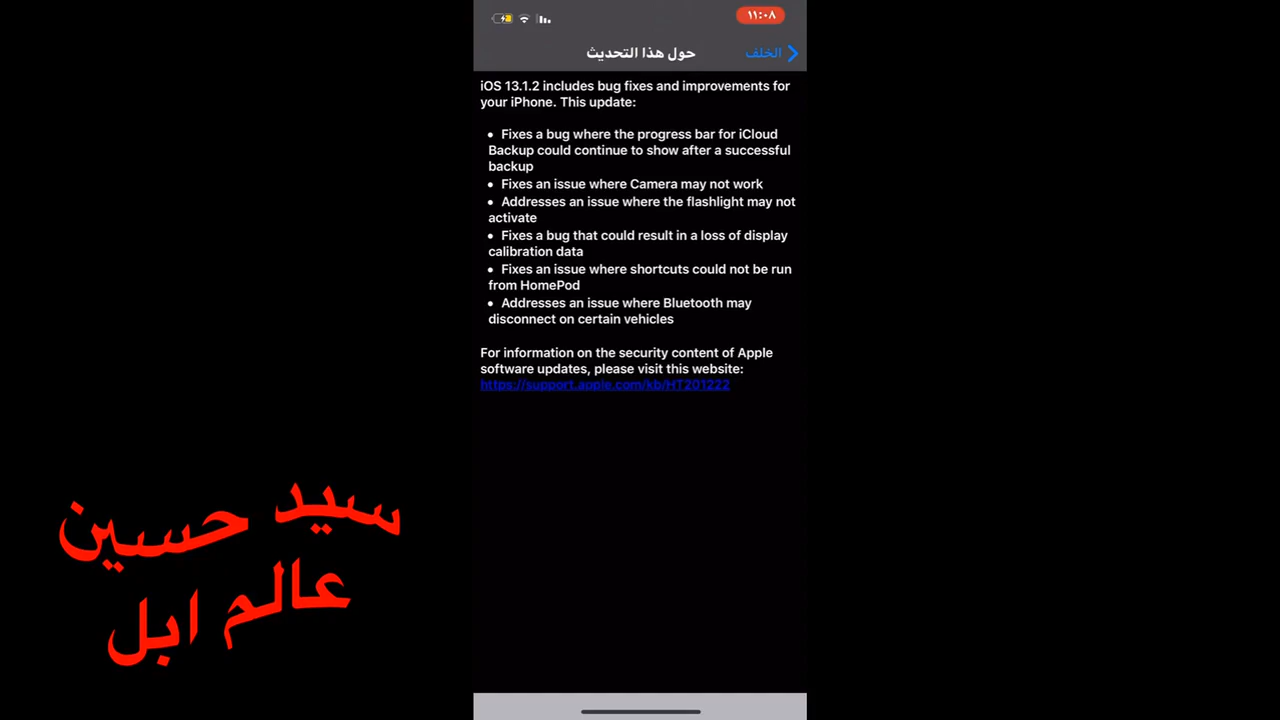 ١١:٠٨
حول هذا التحديث
الخلف
iOS 13.1.2 includes bug fixes and improvements for
your iPhone. This update:
• Fixes a bug where the progress bar for iCloud
Backup could continue to show after a successful
backup
• Fixes an issue where Camera may not work
• Addresses an issue where the flashlight may not
activate
• Fixes a bug that could result in a loss of display
calibration data
• Fixes an issue where shortcuts could not be run
from HomePod
• Addresses an issue where Bluetooth may
disconnect on certain vehicles
For information on the security content of Apple
software updates, please visit this website:
https://support.apple.com/kb/HT201222
سيد حسين
عالم ابل